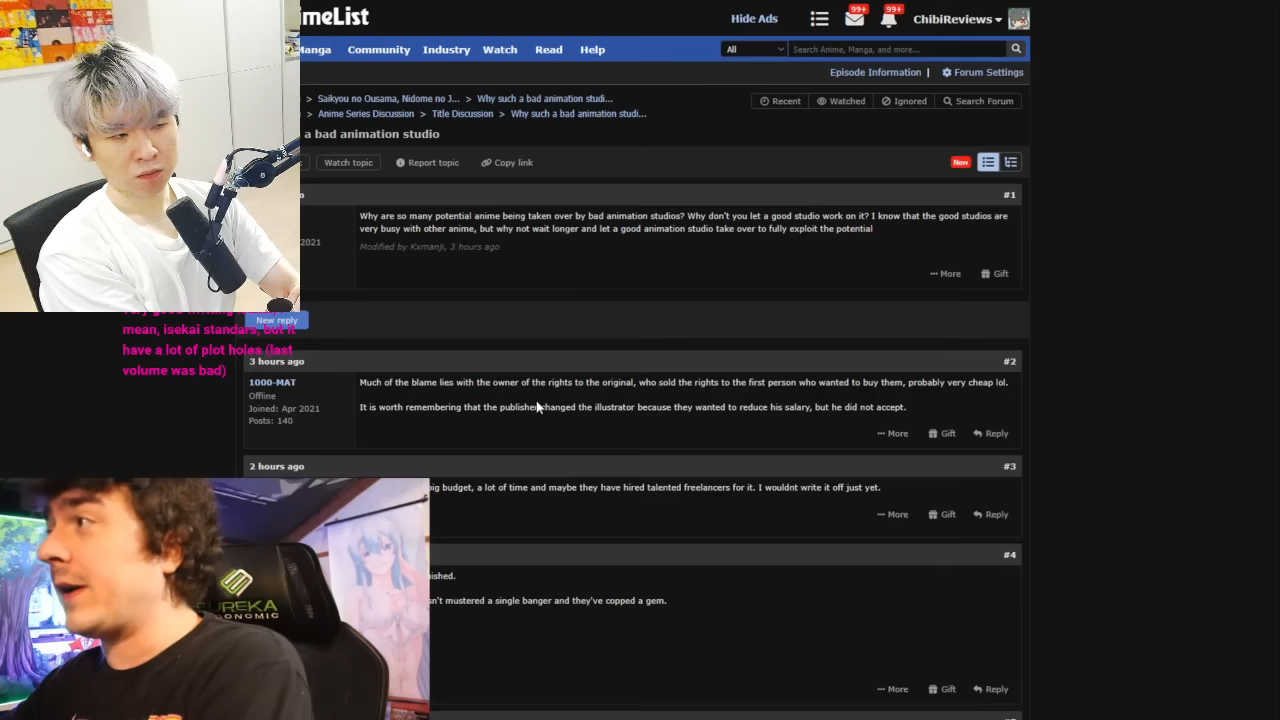 imeList
Hide Ads
99+
99+
ChibiReviews
Manga Community Industry Watch Read Help
All
Search Anime, Manga, and more...
Episode Information | Forum Settings
> Saikyou no Ousama, Nidome no J... > Why such a bad animation studi...
> Anime Series Discussion > Title Discussion > Why such a bad animation studi...
Recent Watched Ignored Search Forum
a bad animation studio
Watch topic Report topic Copy link
New
#1
2021
Why are so many potential anime being taken over by bad animation studios? Why don't you let a good studio work on it? I know that the good studios are
very busy with other anime, but why not wait longer and let a good animation studio take over to fully exploit the potential
Modified by Kxmanji, 3 hours ago
More Gift
New reply
mean, isekai standars, but it
have a lot of plot holes (last
volume was bad)
3 hours ago #2
1000-MAT
Offline
Joined: Apr 2021
Posts: 140
Much of the blame lies with the owner of the rights to the original, who sold the rights to the first person who wanted to buy them, probably very cheap lol.
It is worth remembering that the publisher changed the illustrator because they wanted to reduce his salary, but he did not accept.
More Gift Reply
2 hours ago #3
big budget, a lot of time and maybe they have hired talented freelancers for it. I wouldnt write it off just yet.
More Gift Reply
#4
ished.
sn't mustered a single banger and they've copped a gem.
More Gift Reply
EUREKA
ERGONOMIC